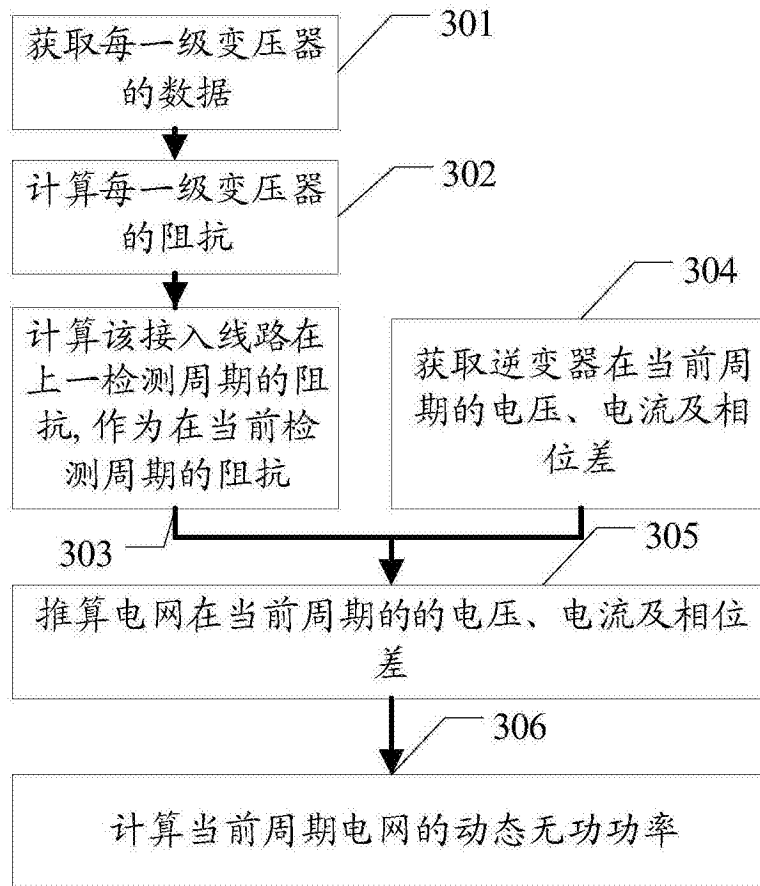 获取每一级变压器
的数据
301
计算每一级变压器
的阻抗
302
计算该接入线路在
上一检测周期的阻
抗,作为在当前检
测周期的阻抗
303
304
获取逆变器在当前周
期的电压、电流及相
位差
305
推算电网在当前周期的的电压、电流及相位
差
306
计算当前周期电网的动态无功功率